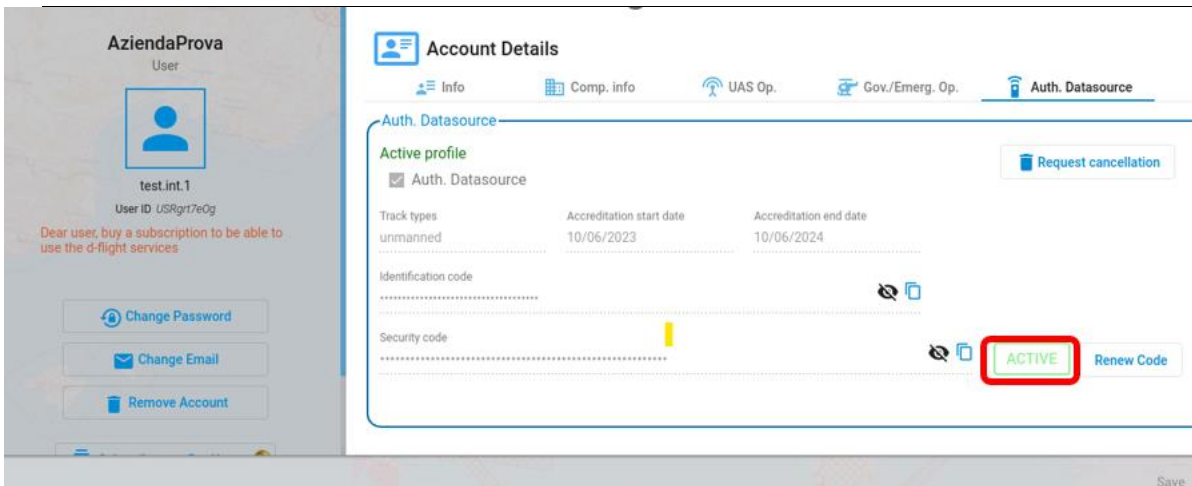 AziendaProva
User
test.int.1
User ID USRgrt7eOg
Dear user, buy a subscription to be able to
use the d-flight services
Change Password
Change Email
Remove Account
Account Details
Info
Comp. info
UAS Op.
Gov./Emerg. Op.
Auth. Datasource
Auth. Datasource
Active profile
Request cancellation
Auth. Datasource
Track types
Accreditation start date
Accreditation end date
unmanned
10/06/2023
10/06/2024
Identification code
Security code
ACTIVE
Renew Code
Save